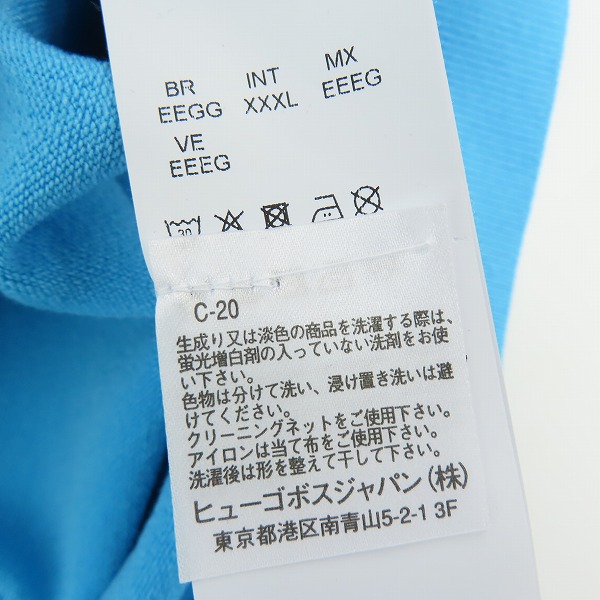 BR INT MX
EEGG XXXL EEEG
VE
EEEG
30
C-20
生成り又は淡色の商品を洗濯する際は、
蛍光増白剤の入っていない洗剤をお使
い下さい。
色物は分けて洗い、浸け置き洗いは避
けてください。
クリーニングネットをご使用下さい。
アイロンは当て布をご使用下さい。
洗濯後は形を整えて干して下さい。
ヒューゴボスジャパン(株)
東京都港区南青山5-2-1 3F